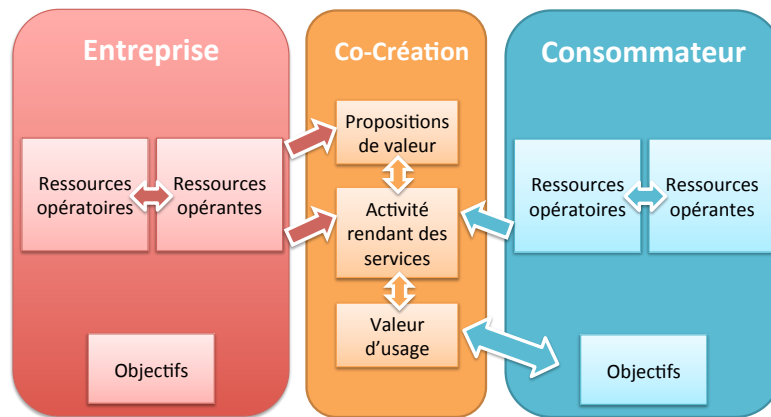 Entreprise
Ressources
opératoires
Ressources
opérantes
Objectifs
Co-Création
Propositions
de valeur
Activité
rendant des
services
Valeur
d'usage
Consommateur
Ressources
opératoires
Ressources
opérantes
Objectifs